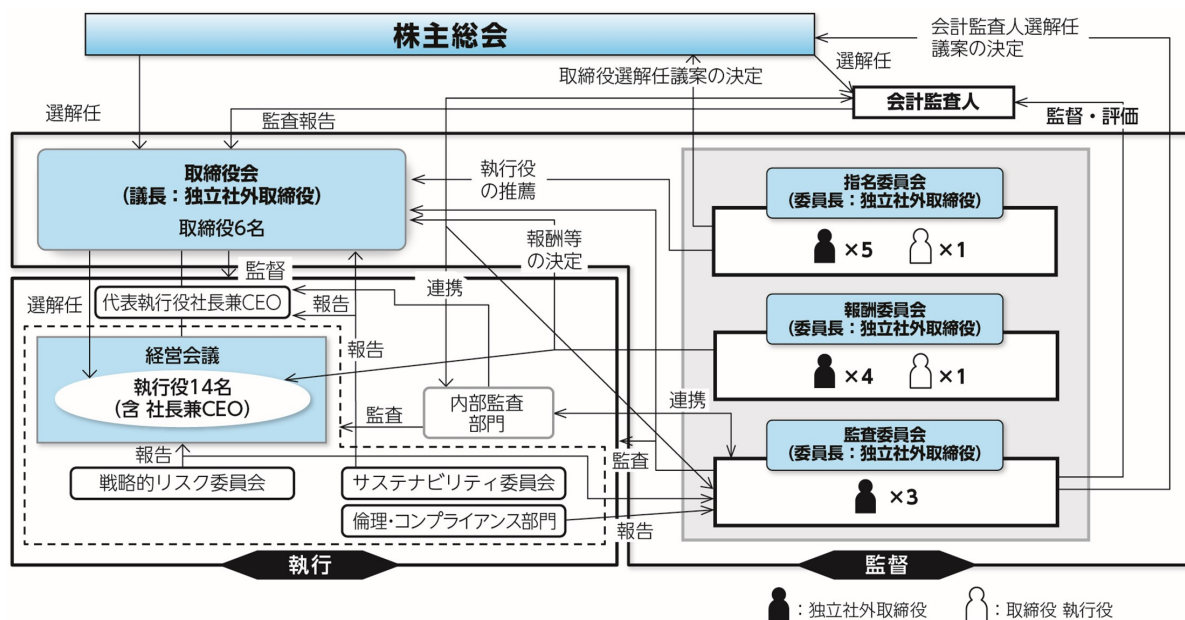 株主総会
会計監査人選解任
議案の決定
取締役選解任議案の決定
選解任
会計監査人
選解任
監査報告
監督・評価
取締役会
(議長：独立社外取締役)
取締役6名
執行役
の推薦
指名委員会
(委員長：独立社外取締役)
×5
×1
報酬等
の決定
監督
連携
選解任
代表執行役社長兼CEO
報告
報酬委員会
(委員長：独立社外取締役)
×4
×1
経営会議
報告
執行役14名
(含 社長兼CEO)
監査
内部監査
部門
連携
監査委員会
(委員長：独立社外取締役)
×3
報告
監査
戦略的リスク委員会
サステナビリティ委員会
倫理・コンプライアンス部門
報告
執行
監督
：独立社外取締役
：取締役 執行役